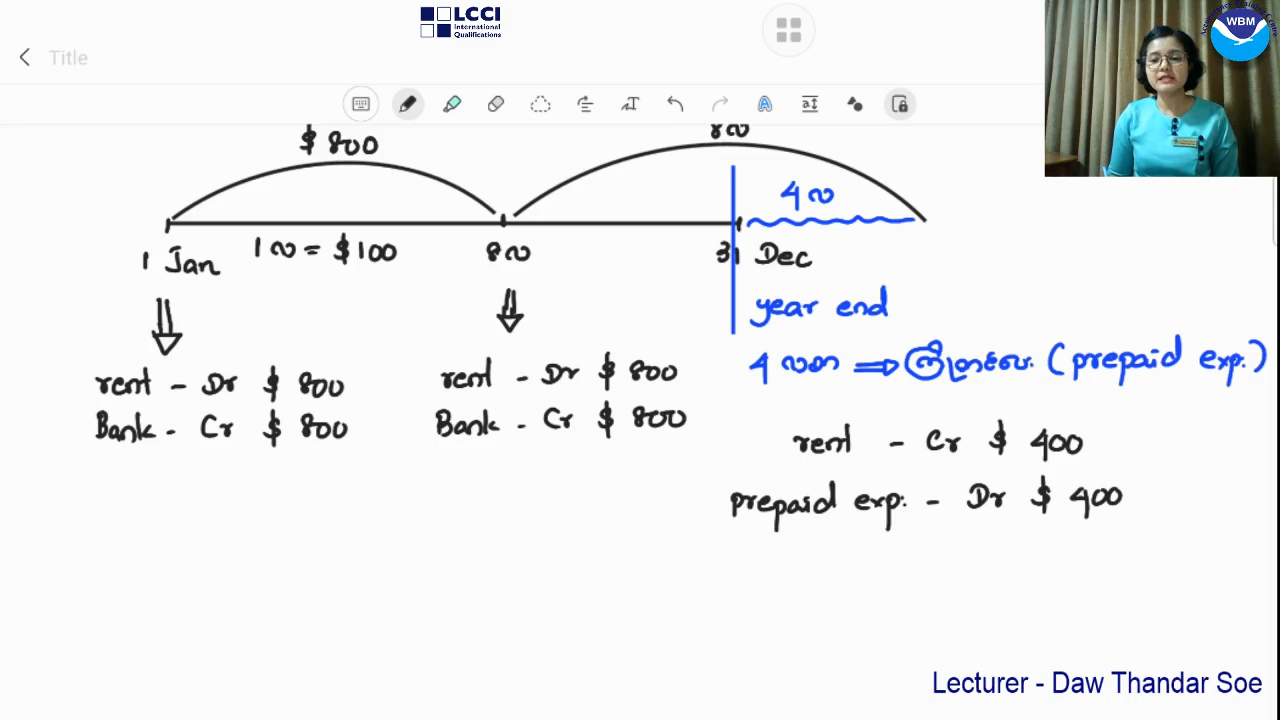 LCCI
International
Qualifications
WBM
Title
$ 800
8လ
4လ
1လ = $100
1 Jan
8လ
31 Dec
year end
rent - Dr $ 800
Bank - Cr $ 800
rent - Dr $ 800
Bank - Cr $ 800
4လစာ ⇒ ကြိုပေး (prepaid exp:)
rent - Cr $ 400
prepaid exp: - Dr $ 400
Lecturer - Daw Thandar Soe